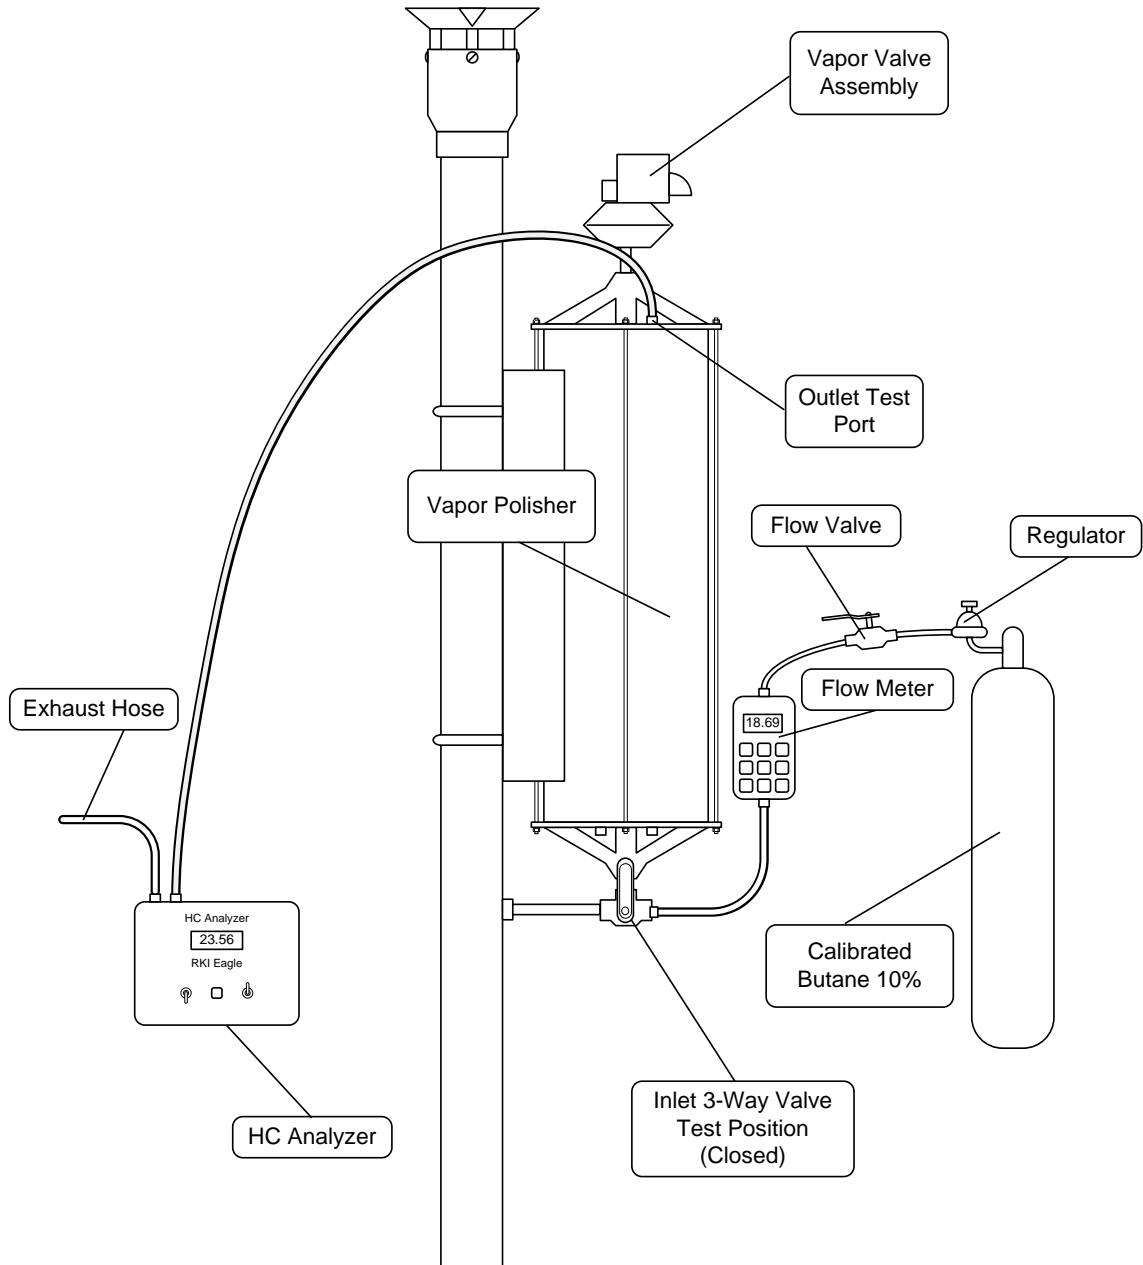 Vapor Valve
Assembly
Outlet Test
Port
Vapor Polisher
Flow Valve
Regulator
Exhaust Hose
Flow Meter
18.69
HC Analyzer
23.56
RKI Eagle
Calibrated
Butane 10%
Inlet 3-Way Valve
Test Position
(Closed)
HC Analyzer